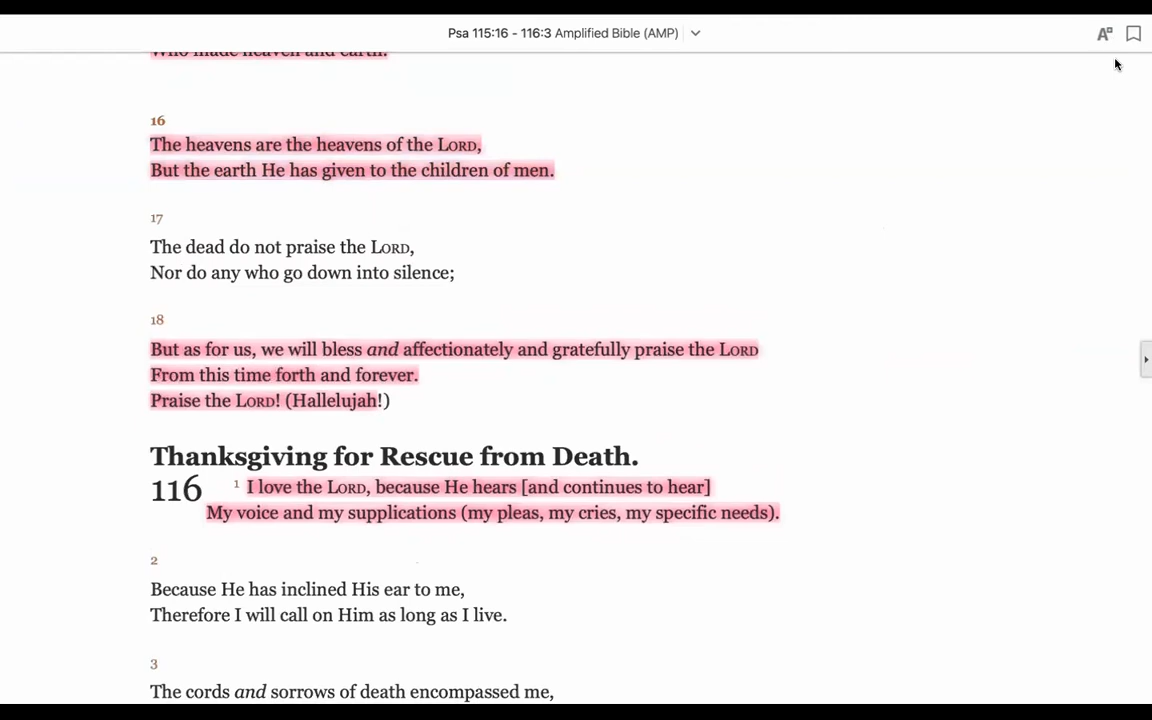 Psa 115:16 - 116:3 Amplified Bible (AMP)
A
Who made heaven and earth.
16
The heavens are the heavens of the LORD,
But the earth He has given to the children of men.
17
The dead do not praise the LORD,
Nor do any who go down into silence;
18
But as for us, we will bless and affectionately and gratefully praise the LORD
From this time forth and forever.
Praise the LORD! (Hallelujah!)
Thanksgiving for Rescue from Death.
116 1 I love the LORD, because He hears [and continues to hear]
My voice and my supplications (my pleas, my cries, my specific needs).
2
Because He has inclined His ear to me,
Therefore I will call on Him as long as I live.
3
The cords and sorrows of death encompassed me,